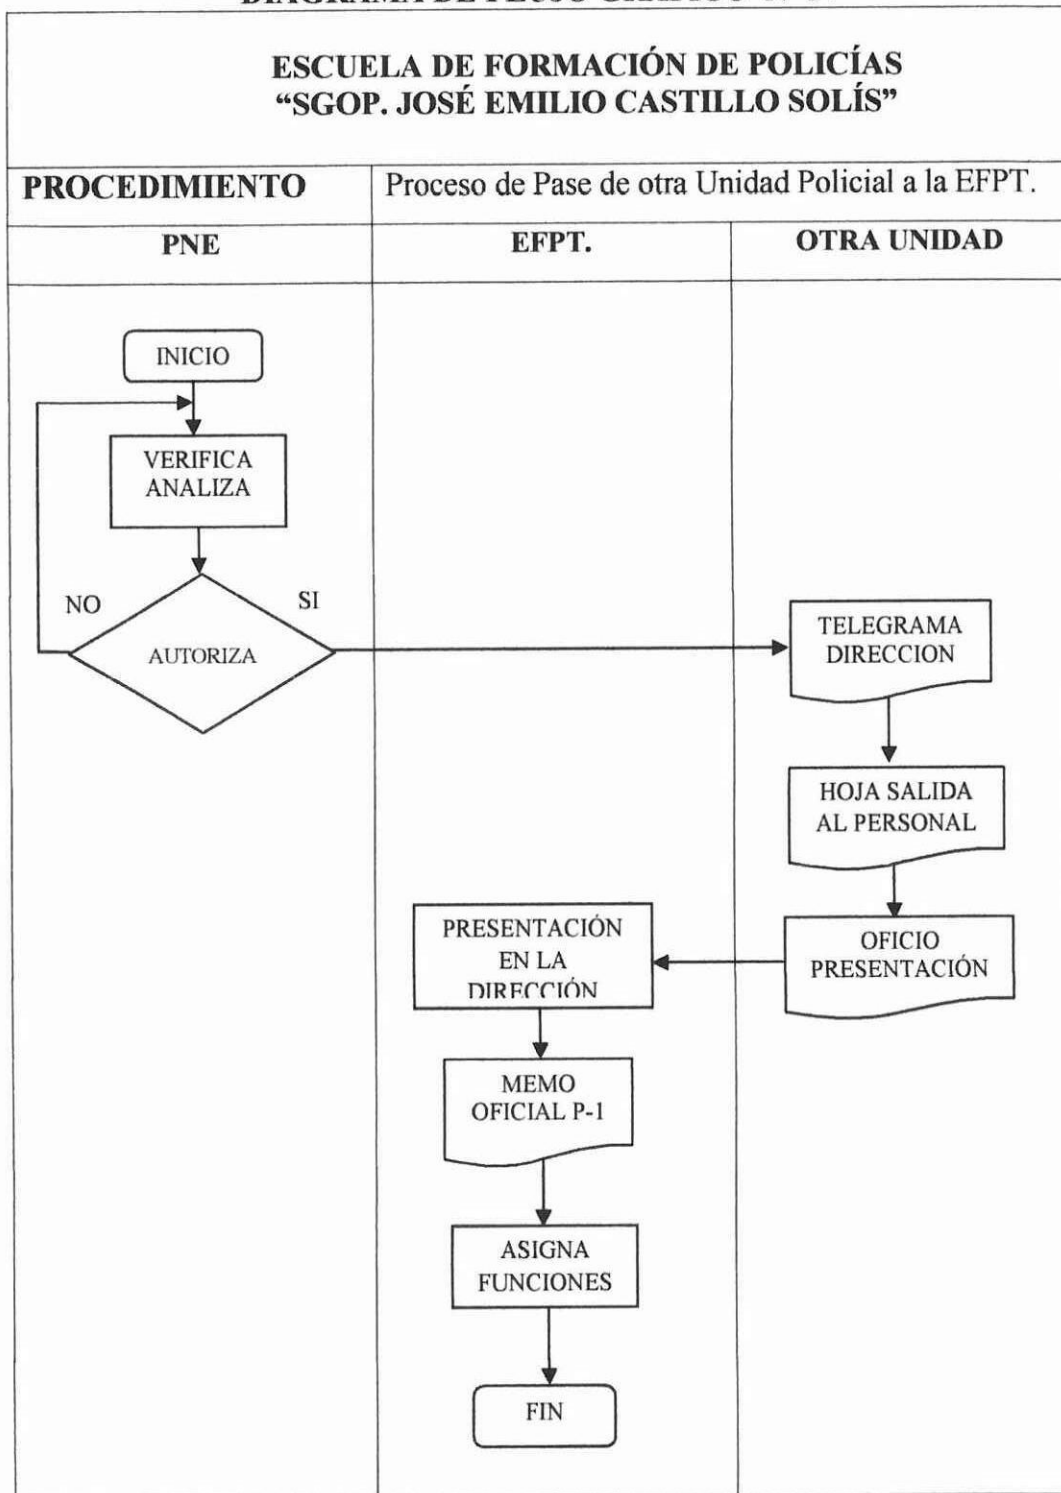 ESCUELA DE FORMACIÓN DE POLICÍAS
“SGOP. JOSÉ EMILIO CASTILLO SOLÍS”
PROCEDIMIENTO
Proceso de Pase de otra Unidad Policial a la EFPT.
PNE
EFPT.
OTRA UNIDAD
INICIO
VERIFICA
ANALIZA
NO
SI
AUTORIZA
TELEGRAMA
DIRECCION
HOJA SALIDA
AL PERSONAL
OFICIO
PRESENTACIÓN
PRESENTACIÓN
EN LA
DIRECCIÓN
MEMO
OFICIAL P-1
ASIGNA
FUNCIONES
FIN